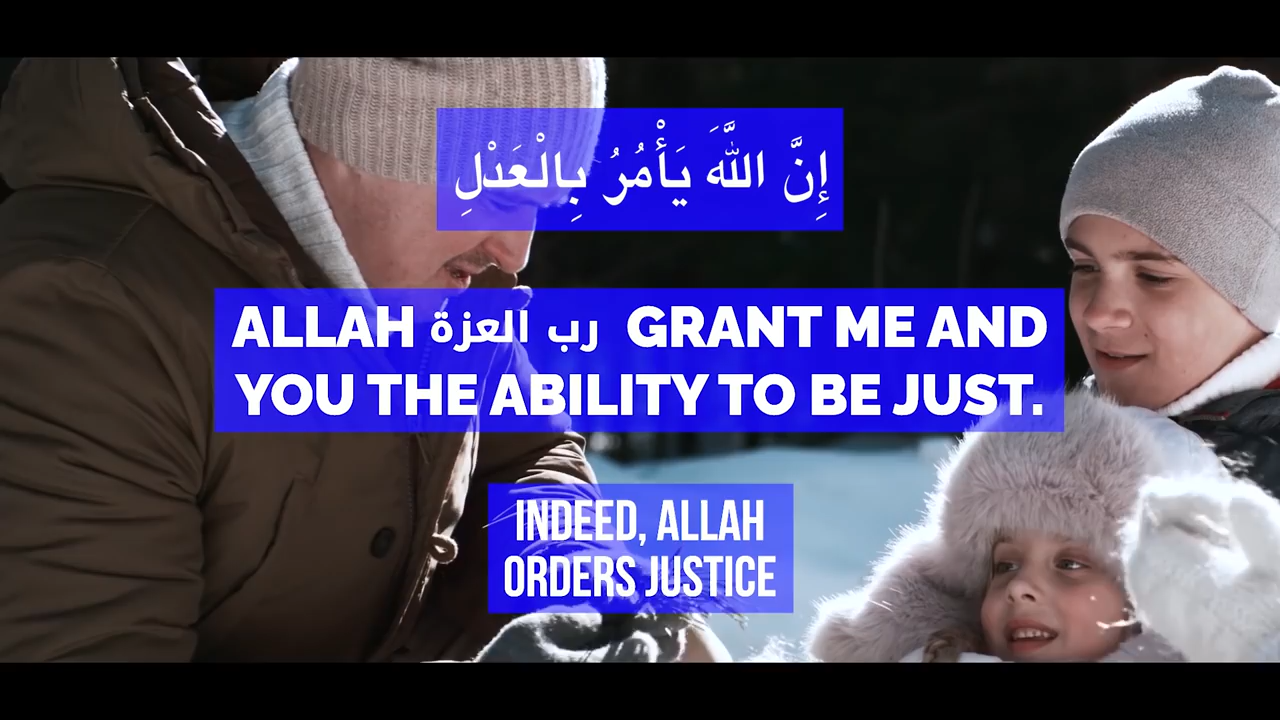 إِنَّ اللَّهَ يَأْمُرُ بِالْعَدْلِ
ALLAH رب العزة GRANT ME AND
YOU THE ABILITY TO BE JUST.
INDEED, ALLAH
ORDERS JUSTICE